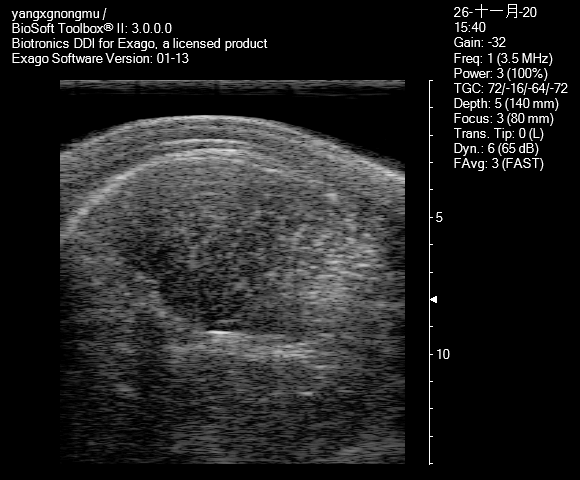 yangxgnongmu /
BioSoft Toolbox® II: 3.0.0.0
Biotronics DDI for Exago, a licensed product
Exago Software Version: 01-13
26-十一月-20
15:40
Gain: -32
Freq: 1 (3.5 MHz)
Power: 3 (100%)
TGC: 72/-16/-64/-72
Depth: 5 (140 mm)
Focus: 3 (80 mm)
Trans. Tip: 0 (L)
Dyn.: 6 (65 dB)
FAvg: 3 (FAST)
5
10